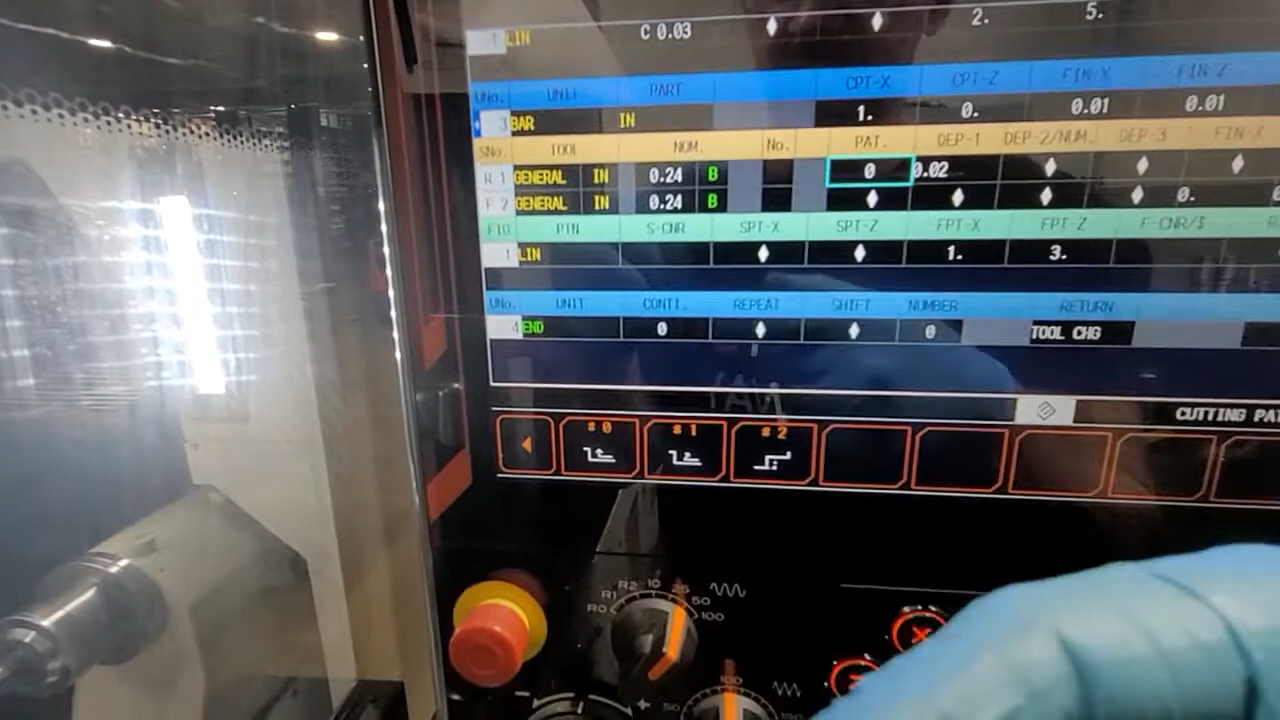 1 LIN C 0.03 ♦ ♦ 2. 5.
UNo. UNIT PART CPT-X CPT-Z FIN-X FIN-Z
3 BAR IN 1. 0. 0.01 0.01
SNo. TOOL NOM. No. PAT. DEP-1 DEP-2/NUM. DEP-3 FIN-X
R 1 GENERAL IN 0.24 B 0 0.02 ♦ ♦ ♦
F 2 GENERAL IN 0.24 B ♦ ♦ ♦ ♦ 0.
FIG PTN S-CNR SPT-X SPT-Z FPT-X FPT-Z F-CNR/$
1 LIN ♦ ♦ 1. 3.
UNo. UNIT CONTI. REPEAT SHIFT NUMBER RETURN
4 END 0 ♦ ♦ 0 TOOL CHG
CUTTING PA
#0 #1 #2
R0 R1 R2 10 25 50 100
50 100 150